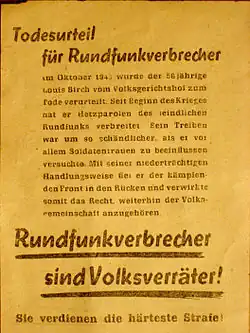 Todesurteil
für Rundfunkverbrecher
Im Oktober 1943 wurde der 56jährige
Louis Birch vom Volksgerichtshof zum
Tode verurteilt. Seit Beginn des Krieges
hat er Hetzparolen des feindlichen
Rundfunks verbreitet. Sein Treiben
war um so schändlicher, als er vor
allem Soldatenfrauen zu beeinflussen
versuchte. Mit seiner niederträchtigen
Handlungsweise fiel er der kämpfen-
den Front in den Rücken und verwirkte
somit das Recht, weiterhin der Volks-
gemeinschaft anzugehören.
Rundfunkverbrecher
sind Volksverräter!
Sie verdienen die härteste Strafe!